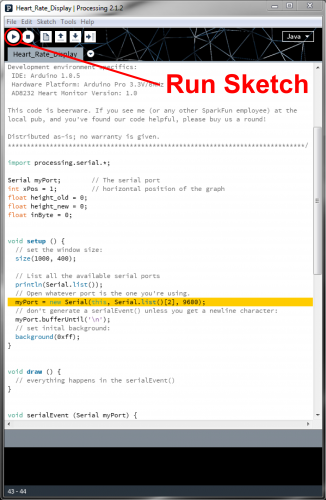 Heart_Rate_Display | Processing 2.1.2
File Edit Sketch Tools Help
Java
Run Sketch
Heart_Rate_Display
Development environment specifics:
IDE: Arduino 1.0.5
Hardware Platform: Arduino Pro 3.3V/8
AD8232 Heart Monitor Version: 1.0
This code is beerware. If you see me (or any other SparkFun employee) at the
local pub, and you've found our code helpful, please buy us a round!
Distributed as-is; no warranty is given.
******************************************************************************/
import processing.serial.*;
Serial myPort;        // The serial port
int xPos = 1;         // horizontal position of the graph
float height_old = 0;
float height_new = 0;
float inByte = 0;
void setup () {
// set the window size:
size(1000, 400);
// List all the available serial ports
println(Serial.list());
// Open whatever port is the one you're using.
myPort = new Serial(this, Serial.list()[2], 9600);
// don't generate a serialEvent() unless you get a newline character:
myPort.bufferUntil('\n');
// set inital background:
background(0xff);
}
void draw () {
// everything happens in the serialEvent()
}
void serialEvent (Serial myPort) {
43 - 44